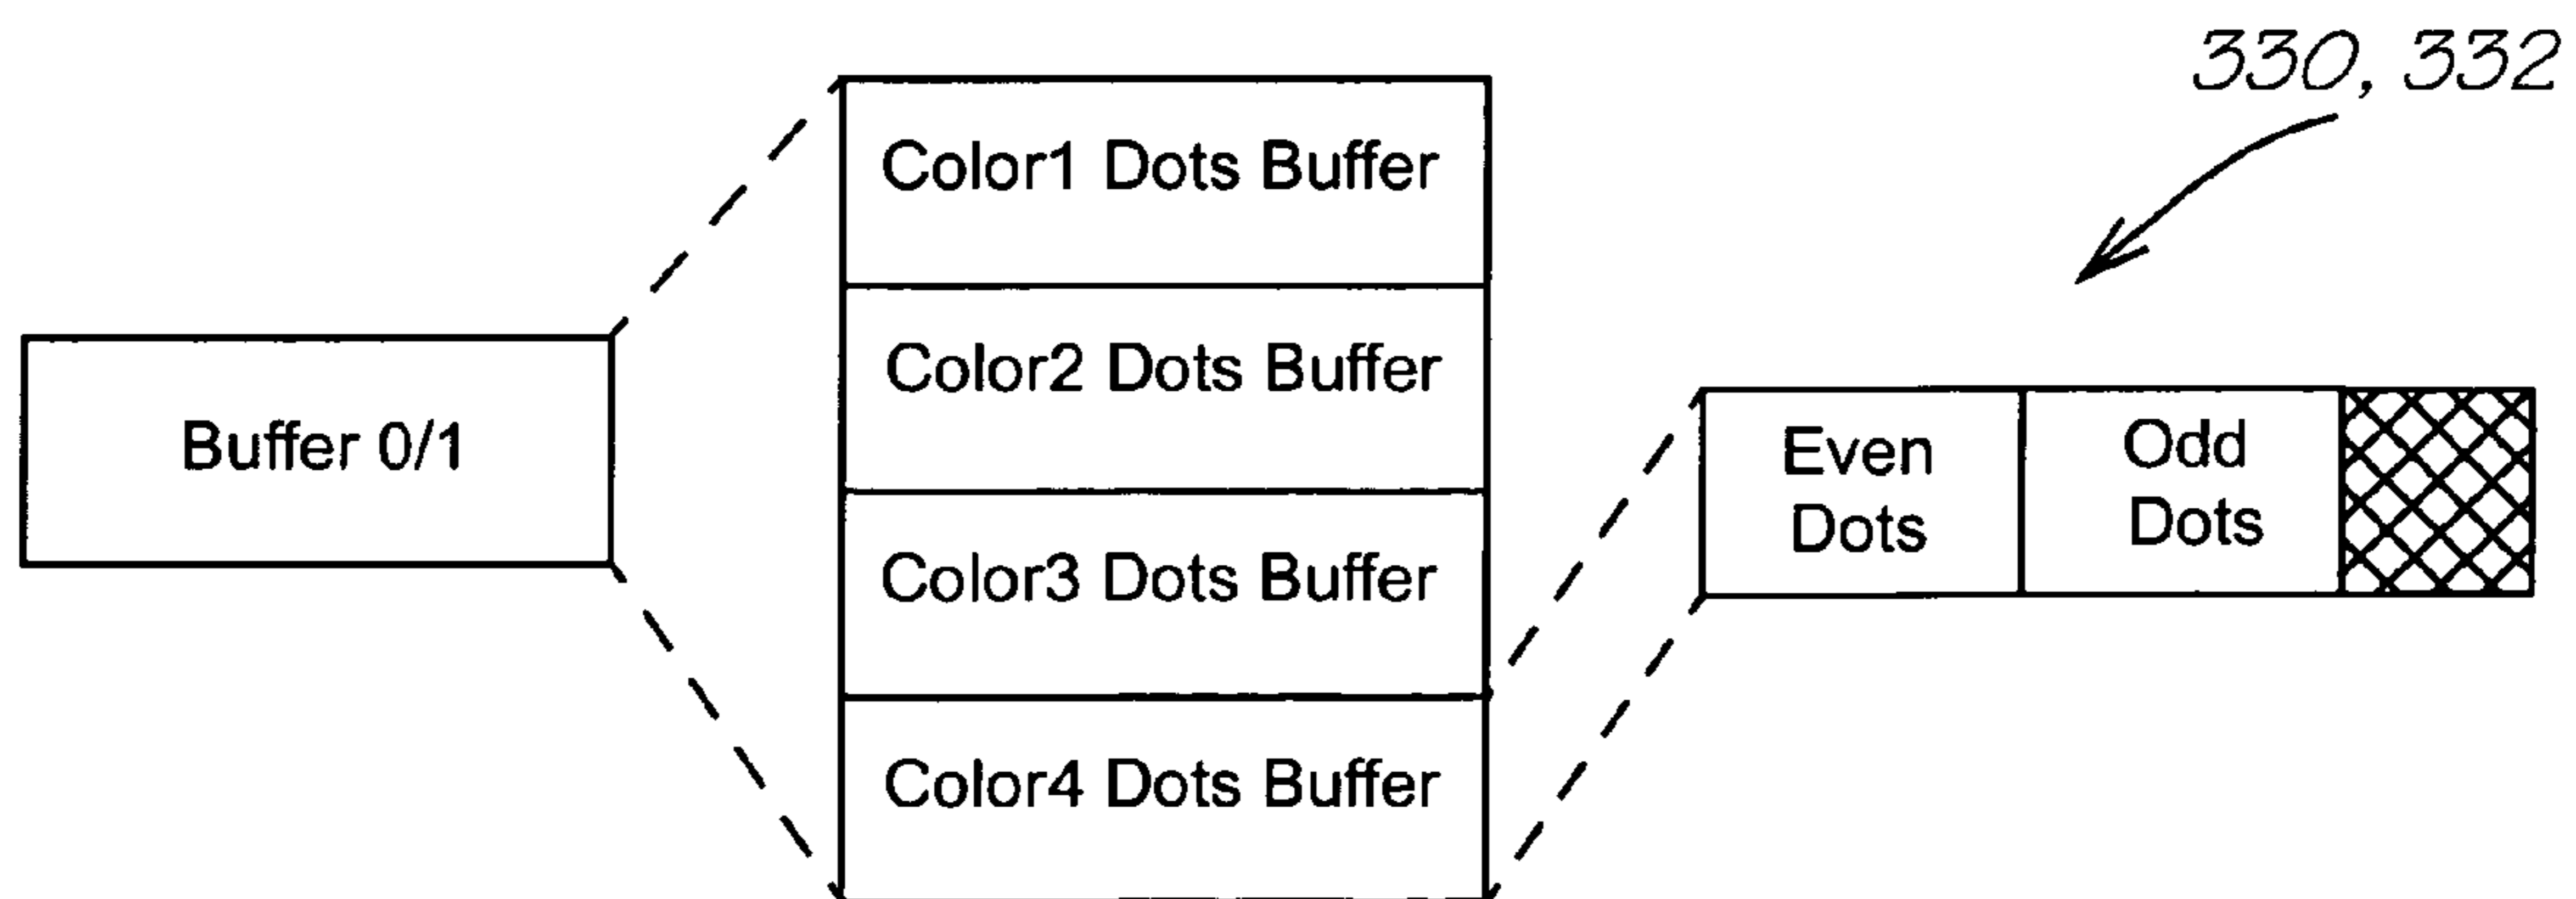 330, 332
Color1 Dots Buffer
Color2 Dots Buffer
Buffer 0/1
Color3 Dots Buffer
Color4 Dots Buffer
Even
Dots
Odd
Dots